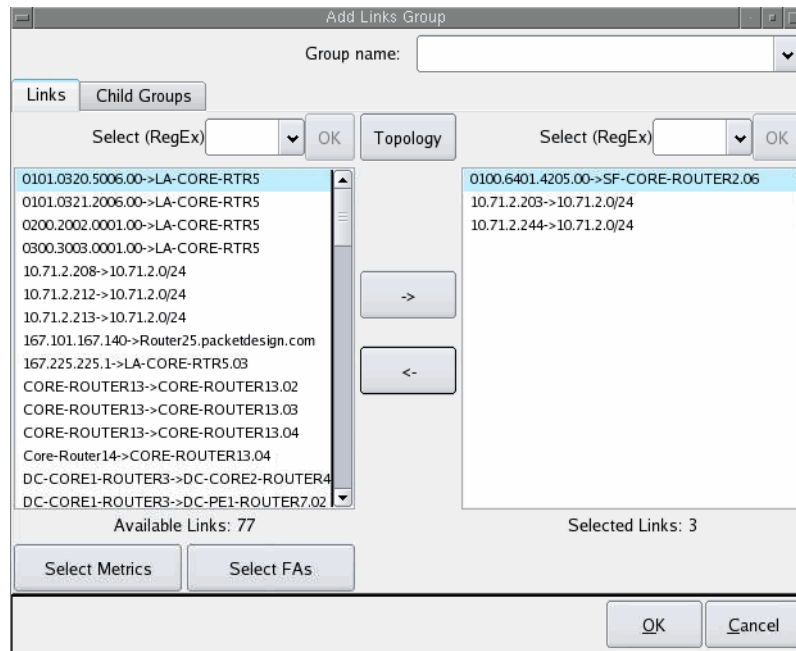 Add Links Group
Group name:
Links
Child Groups
Select (RegEx)
OK
Topology
Select (RegEx)
OK
0101.0320.5006.00->LA-CORE-RTR5
0101.0321.2006.00->LA-CORE-RTR5
0200.2002.0001.00->LA-CORE-RTR5
0300.3003.0001.00->LA-CORE-RTR5
10.71.2.208->10.71.2.0/24
10.71.2.212->10.71.2.0/24
10.71.2.213->10.71.2.0/24
167.101.167.140->Router25.packetdesign.com
167.225.225.1->LA-CORE-RTR5.03
CORE-ROUTER13->CORE-ROUTER13.02
CORE-ROUTER13->CORE-ROUTER13.03
CORE-ROUTER13->CORE-ROUTER13.04
Core-Router14->CORE-ROUTER13.04
DC-CORE1-ROUTER3->DC-CORE2-ROUTER4
DC-CORE1-ROUTER3->DC-PE1-ROUTER7.02
->
<-
0100.6401.4205.00->SF-CORE-ROUTER2.06
10.71.2.203->10.71.2.0/24
10.71.2.244->10.71.2.0/24
Available Links: 77
Selected Links: 3
Select Metrics
Select FAs
OK
Cancel